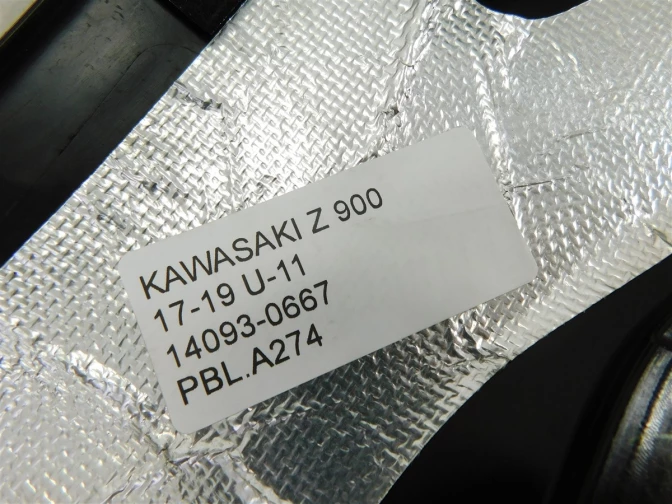 KAWASAKI Z 900
17-19 U-11
14093-0667
PBL.A274